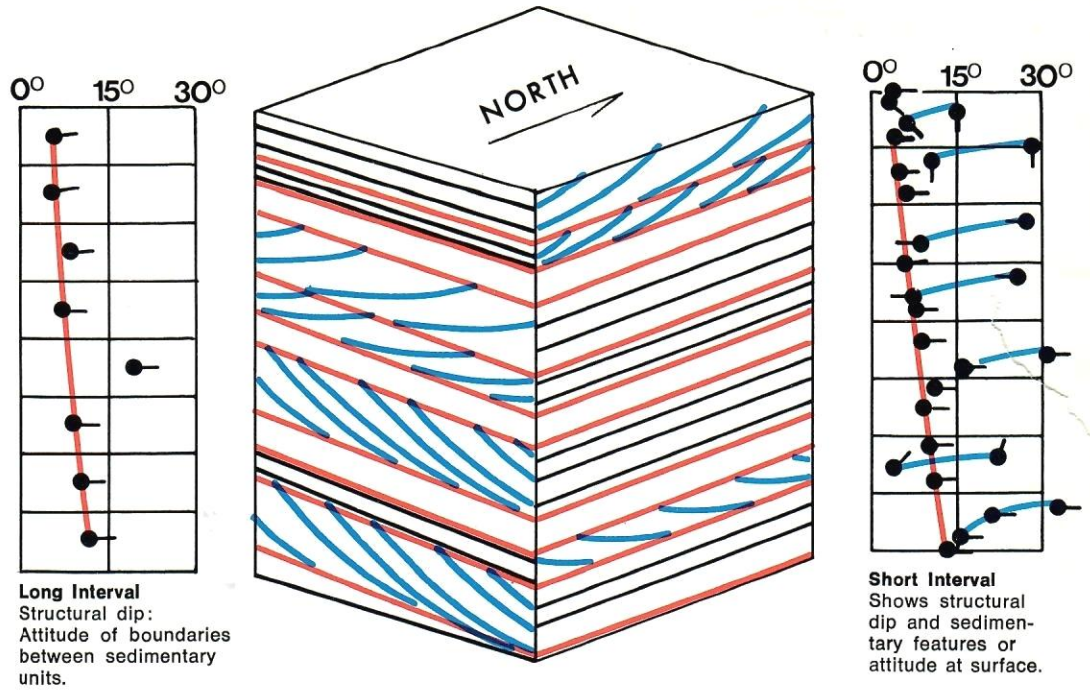 0° 15° 30°
NORTH
0° 15° 30°
Long Interval
Structural dip:
Attitude of boundaries
between sedimentary
units.
Short Interval
Shows structural
dip and sedimen-
tary features or
attitude at surface.